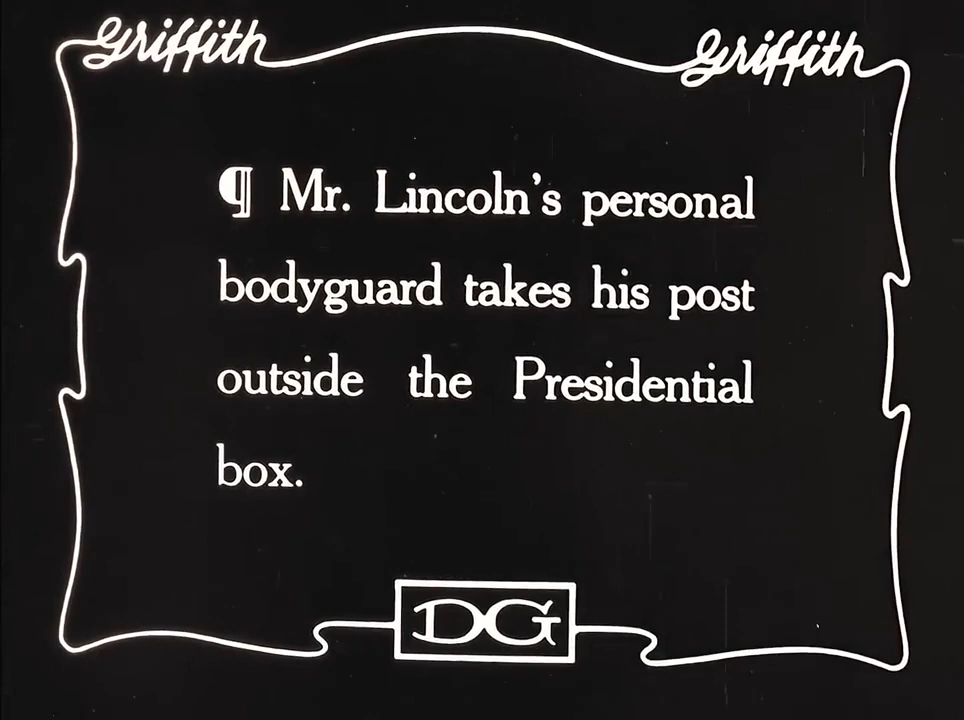 Griffith Griffith
¶ Mr. Lincoln's personal
bodyguard takes his post
outside the Presidential
box.
DG